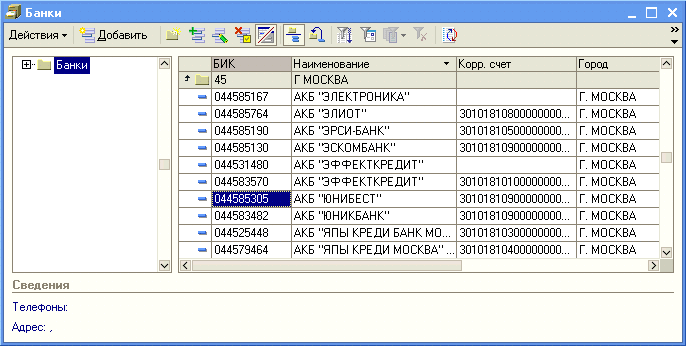 Банки
Действия Добавить
Банки
БИК Наименование Корр. счет Город
45 Г МОСКВА
044585167 АКБ "ЭЛЕКТРОНИКА" Г. МОСКВА
044585764 АКБ "ЭЛИОТ" 30101810800000000... Г. МОСКВА
044585190 АКБ "ЭРСИ-БАНК" 30101810500000000... Г. МОСКВА
044585130 АКБ "ЭСКОМБАНК" 30101810900000000... Г. МОСКВА
044531480 АКБ "ЭФФЕКТКРЕДИТ" Г. МОСКВА
044583570 АКБ "ЭФФЕКТКРЕДИТ" 30101810100000000... Г. МОСКВА
044585305 АКБ "ЮНИБЕСТ" 30101810900000000... Г. МОСКВА
044583482 АКБ "ЮНИКБАНК" 30101810900000000... Г. МОСКВА
044525448 АКБ "ЯПЫ КРЕДИ БАНК МО... 30101810300000000... Г. МОСКВА
044579464 АКБ "ЯПЫ КРЕДИ МОСКВА" ... 30101810400000000... Г. МОСКВА
Сведения
Телефоны:
Адрес: ,